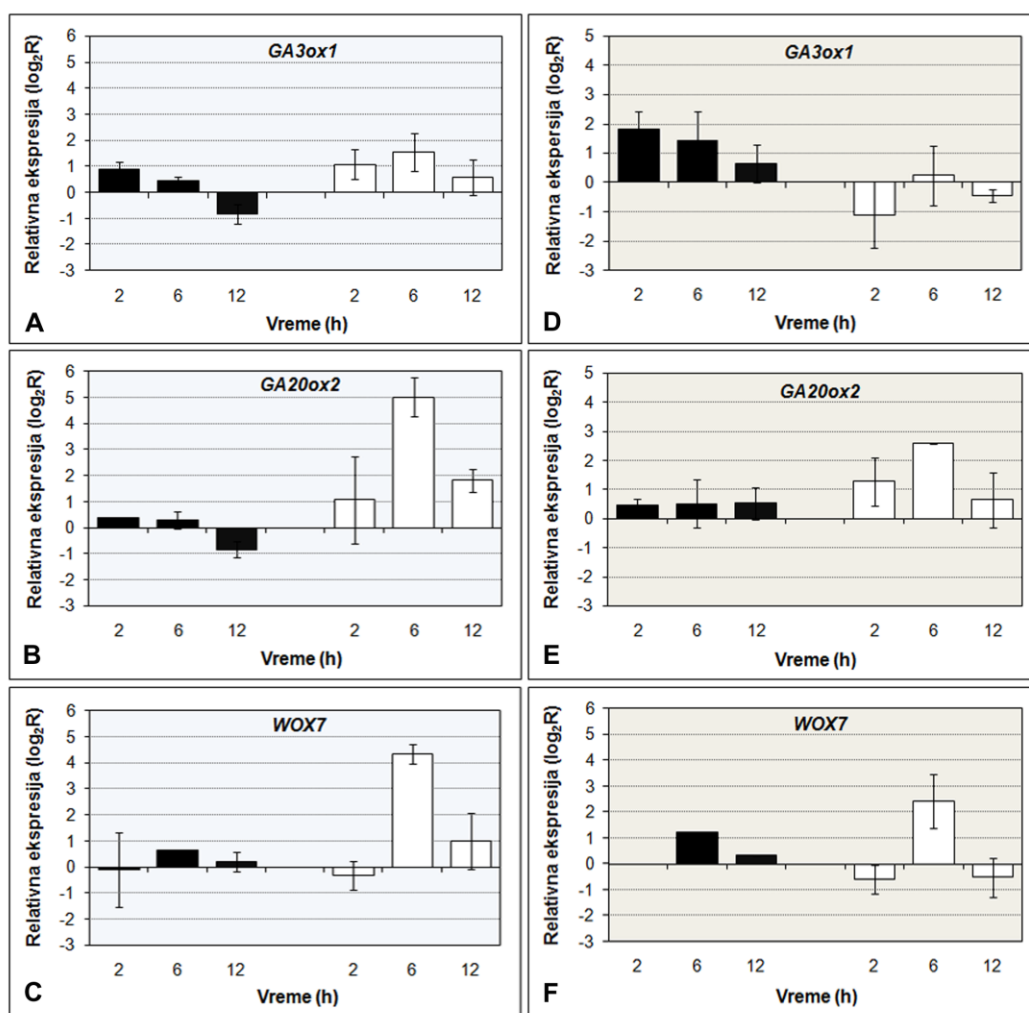 GA3ox1
Relativna ekspresija (log2R)
6
5
4
3
2
1
0
-1
-2
-3
2 6 12 2 6 12
Vreme (h)
A
GA3ox1
Relativna ekspersija (log2R)
5
4
3
2
1
0
-1
-2
-3
2 6 12 2 6 12
Vreme (h)
D
GA20ox2
Relativna ekspresija (log2R)
6
5
4
3
2
1
0
-1
-2
-3
2 6 12 2 6 12
Vreme (h)
B
GA20ox2
Relativna ekspresija (log2R)
5
4
3
2
1
0
-1
-2
-3
2 6 12 2 6 12
Vreme (h)
E
WOX7
Relativna ekspresija (log2R)
6
5
4
3
2
1
0
-1
-2
-3
2 6 12 2 6 12
Vreme (h)
C
WOX7
Relativna ekspresija (log2R)
6
5
4
3
2
1
0
-1
-2
-3
2 6 12 2 6 12
Vreme (h)
F